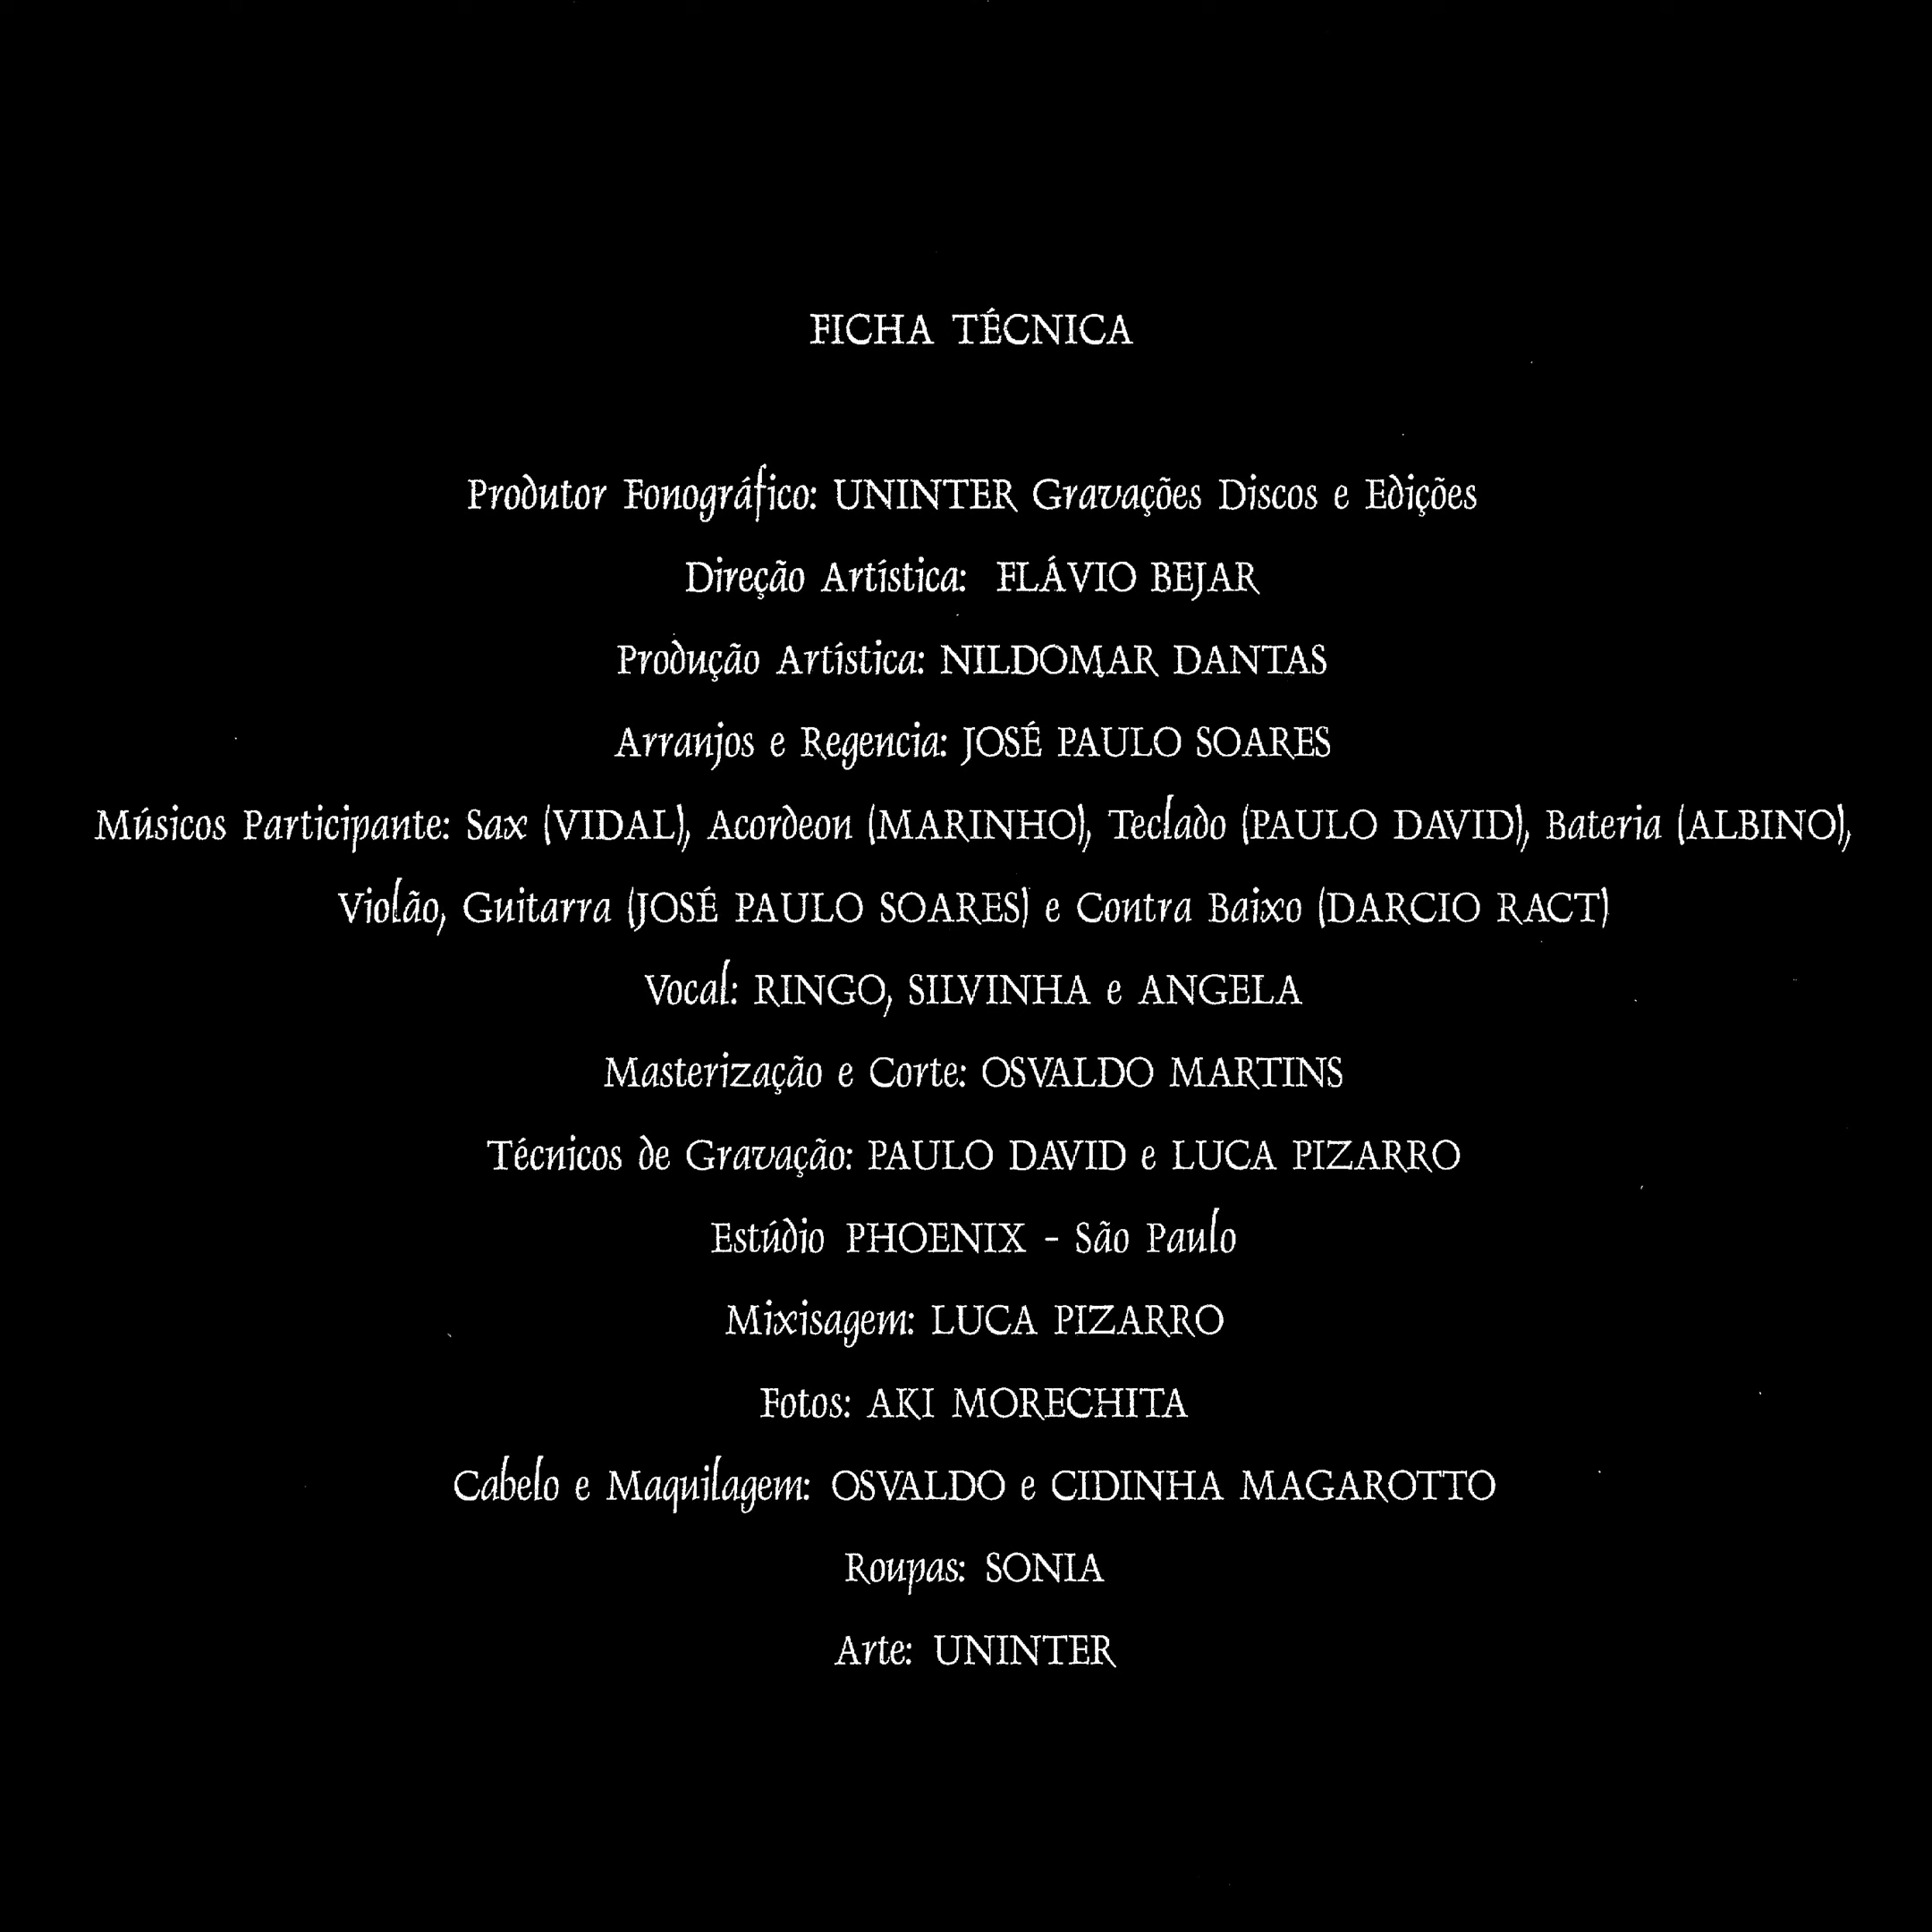 FICHA TÉCNICA
Produtor Fonográfico: UNINTER Gravações Discos e Edições
Direção Artística: FLÁVIO BEJAR
Produção Artística: NILDOMAR DANTAS
Arranjos e Regencia: JOSÉ PAULO SOARES
Músicos Participante: Sax (VIDAL), Acordeon (MARINHO), Teclado (PAULO DAVID), Bateria (ALBINO),
Violão, Guitarra (JOSÉ PAULO SOARES) e Contra Baixo (DARCIO RACT)
Vocal: RINGO, SILVINHA e ANGELA
Masterização e Corte: OSVALDO MARTINS
Técnicos de Gravação: PAULO DAVID e LUCA PIZARRO
Estúdio PHOENIX - São Paulo
Mixisagem: LUCA PIZARRO
Fotos: AKI MORECHITA
Cabelo e Maquilagem: OSVALDO e CIDINHA MAGAROTTO
Roupas: SONIA
Arte: UNINTER